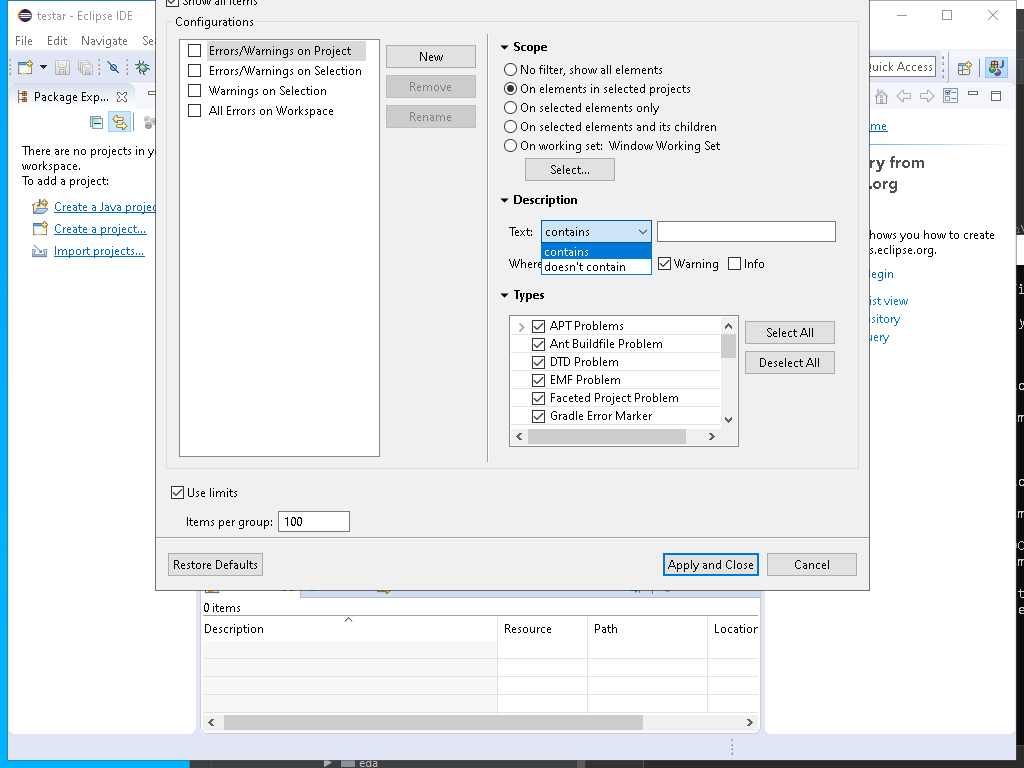 Show all items
testar - Eclipse IDE
Configurations
File Edit Navigate Se
Errors/Warnings on Project
Errors/Warnings on Selection
Warnings on Selection
All Errors on Workspace
New
Remove
Rename
Scope
No filter, show all elements
On elements in selected projects
On selected elements only
On selected elements and its children
On working set: Window Working Set
Select...
Description
Text: contains
contains
doesn't contain
Where
Warning
Info
Types
APT Problems
Ant Buildfile Problem
DTD Problem
EMF Problem
Faceted Project Problem
Gradle Error Marker
Select All
Deselect All
Use limits
Items per group: 100
Restore Defaults
Apply and Close
Cancel
Package Exp...
There are no projects in y
workspace.
To add a project:
Create a Java projec
Create a project...
Import projects...
Quick Access
me
ry from
.org
hows you how to create
s.eclipse.org.
egin
ist view
ository
uery
0 items
Description Resource Path Location
eda